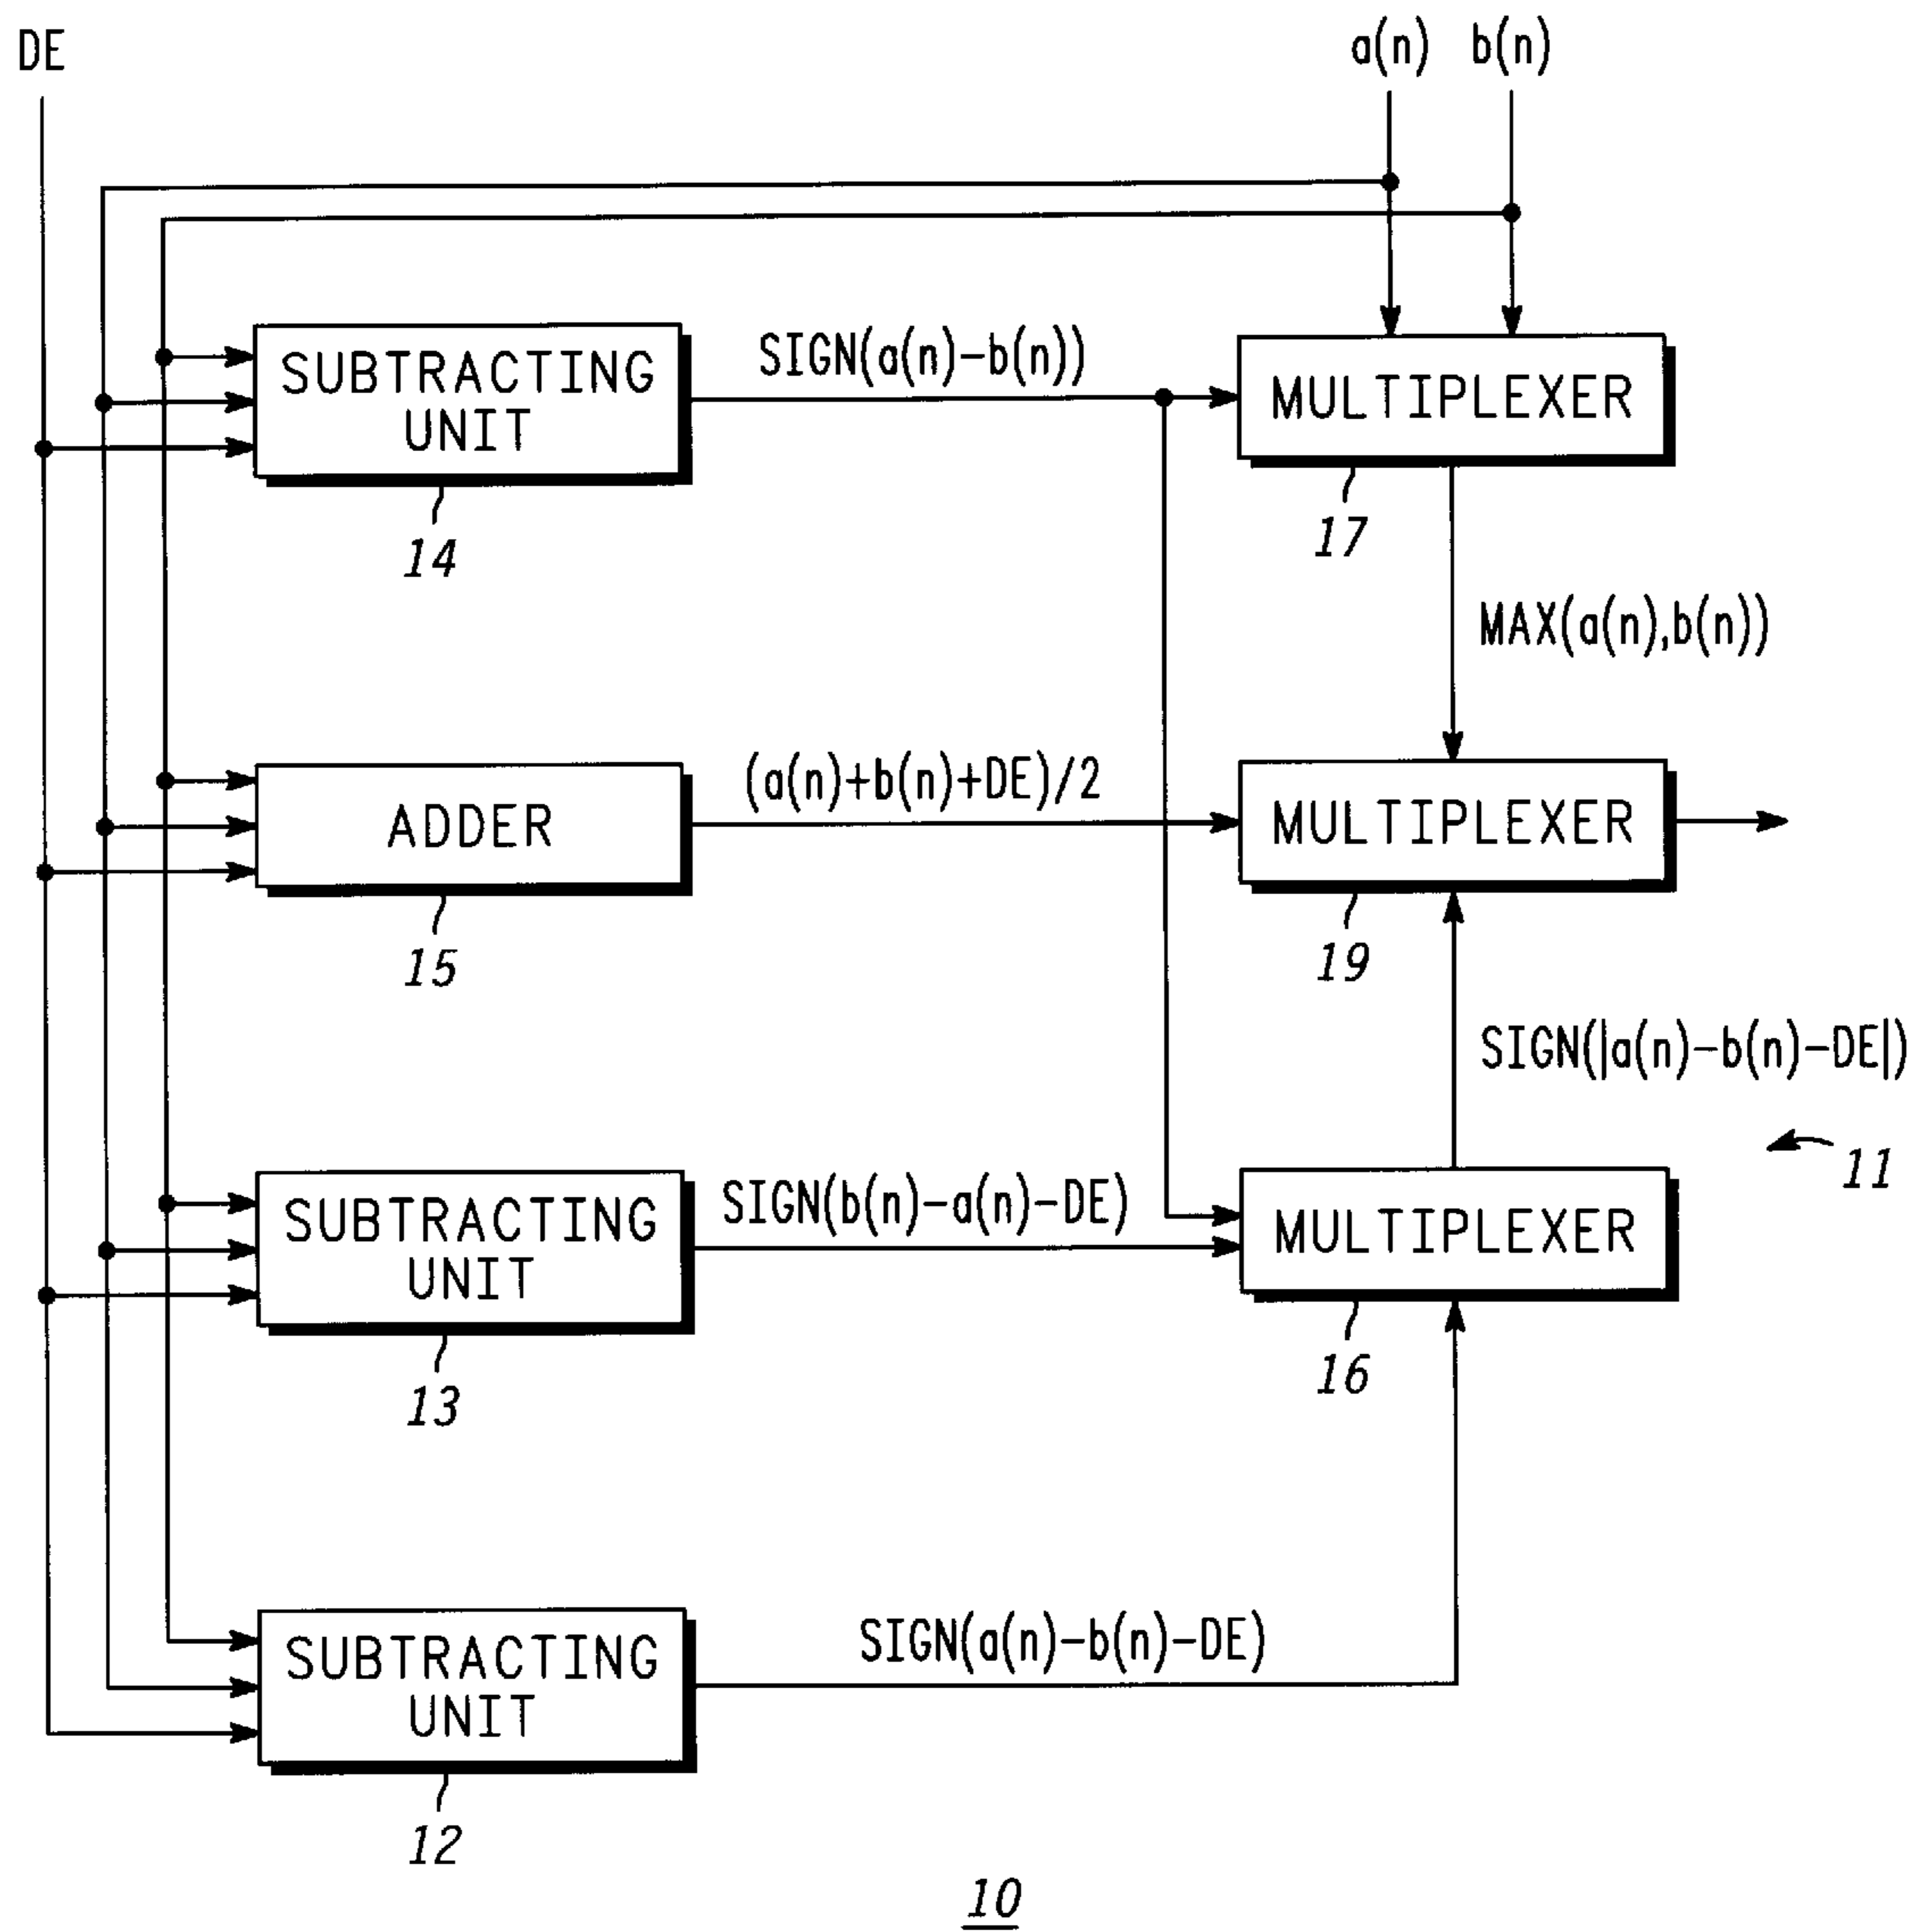 DE
a(n) b(n)
SUBTRACTING
UNIT
14
SIGN(a(n)-b(n))
MULTIPLEXER
17
MAX(a(n),b(n))
ADDER
15
(a(n)+b(n)+DE)/2
MULTIPLEXER
19
SIGN(|a(n)-b(n)-DE|)
11
SUBTRACTING
UNIT
13
SIGN(b(n)-a(n)-DE)
MULTIPLEXER
16
SUBTRACTING
UNIT
12
SIGN(a(n)-b(n)-DE)
10